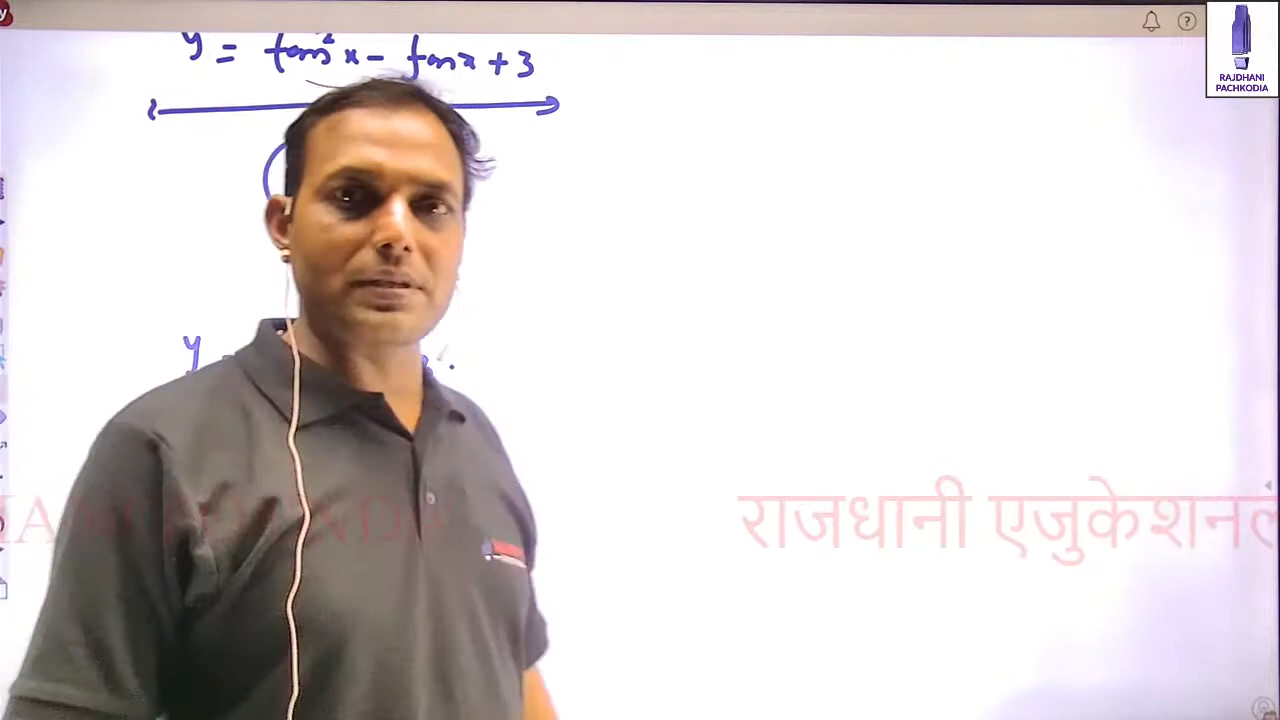 y = tan²x - tanx + 3
RAJDHANI
PACHKODIA
y
राजधानी एजुकेशनल